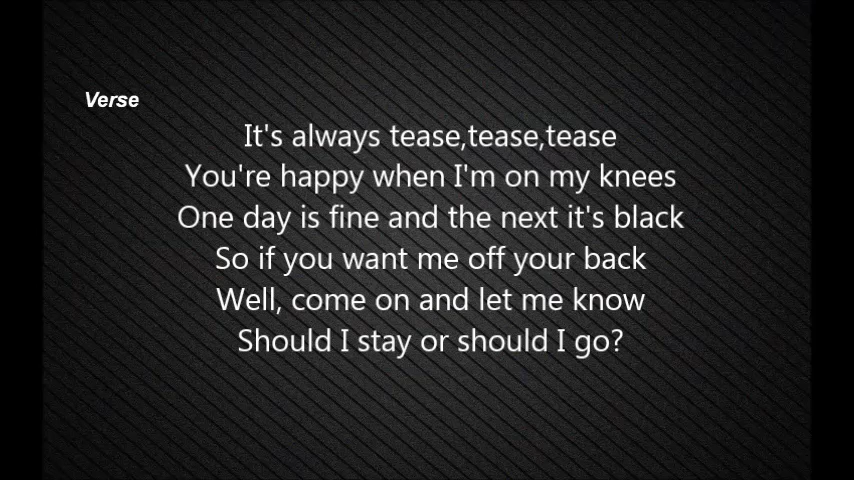 Verse
It's always tease,tease,tease
You're happy when I'm on my knees
One day is fine and the next it's black
So if you want me off your back
Well, come on and let me know
Should I stay or should I go?